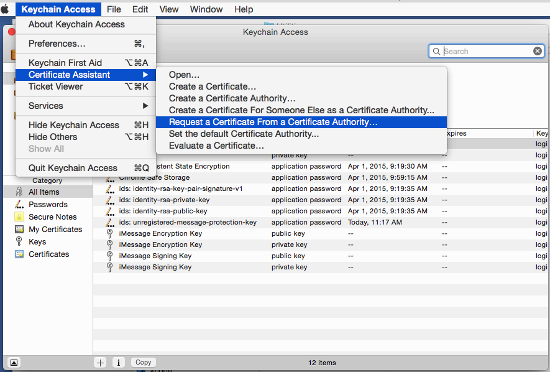 Keychain Access File Edit View Window Help
Keychain Access
About Keychain Access
Preferences... ⌘,
Search
Keychain First Aid ⌥⌘A
Certificate Assistant ▶
Ticket Viewer ⌥⌘K
Services ▶
Hide Keychain Access ⌘H
Hide Others ⌥⌘H
Show All
Quit Keychain Access ⌘Q
Open...
Create a Certificate...
Create a Certificate Authority...
Create a Certificate For Someone Else as a Certificate Authority...
Request a Certificate From a Certificate Authority...
Set the default Certificate Authority...
Evaluate a Certificate...
private key --
application password Apr 1, 2015, 9:19:30 AM -- logi
Chrome Safe Storage application password Apr 1, 2015, 9:59:15 AM -- logi
ids: identity-rsa-key-pair-signature-v1 application password Apr 1, 2015, 9:19:35 AM -- logi
ids: identity-rsa-private-key application password Apr 1, 2015, 9:19:35 AM -- logi
ids: identity-rsa-public-key application password Apr 1, 2015, 9:19:35 AM -- logi
ids: unregistered-message-protection-key application password Today, 11:17 AM -- logi
iMessage Encryption Key public key -- -- logi
iMessage Encryption Key private key -- -- logi
iMessage Signing Key public key -- -- logi
iMessage Signing Key private key -- -- logi
Category
All Items
Passwords
Secure Notes
My Certificates
Keys
Certificates
+ i Copy 12 items